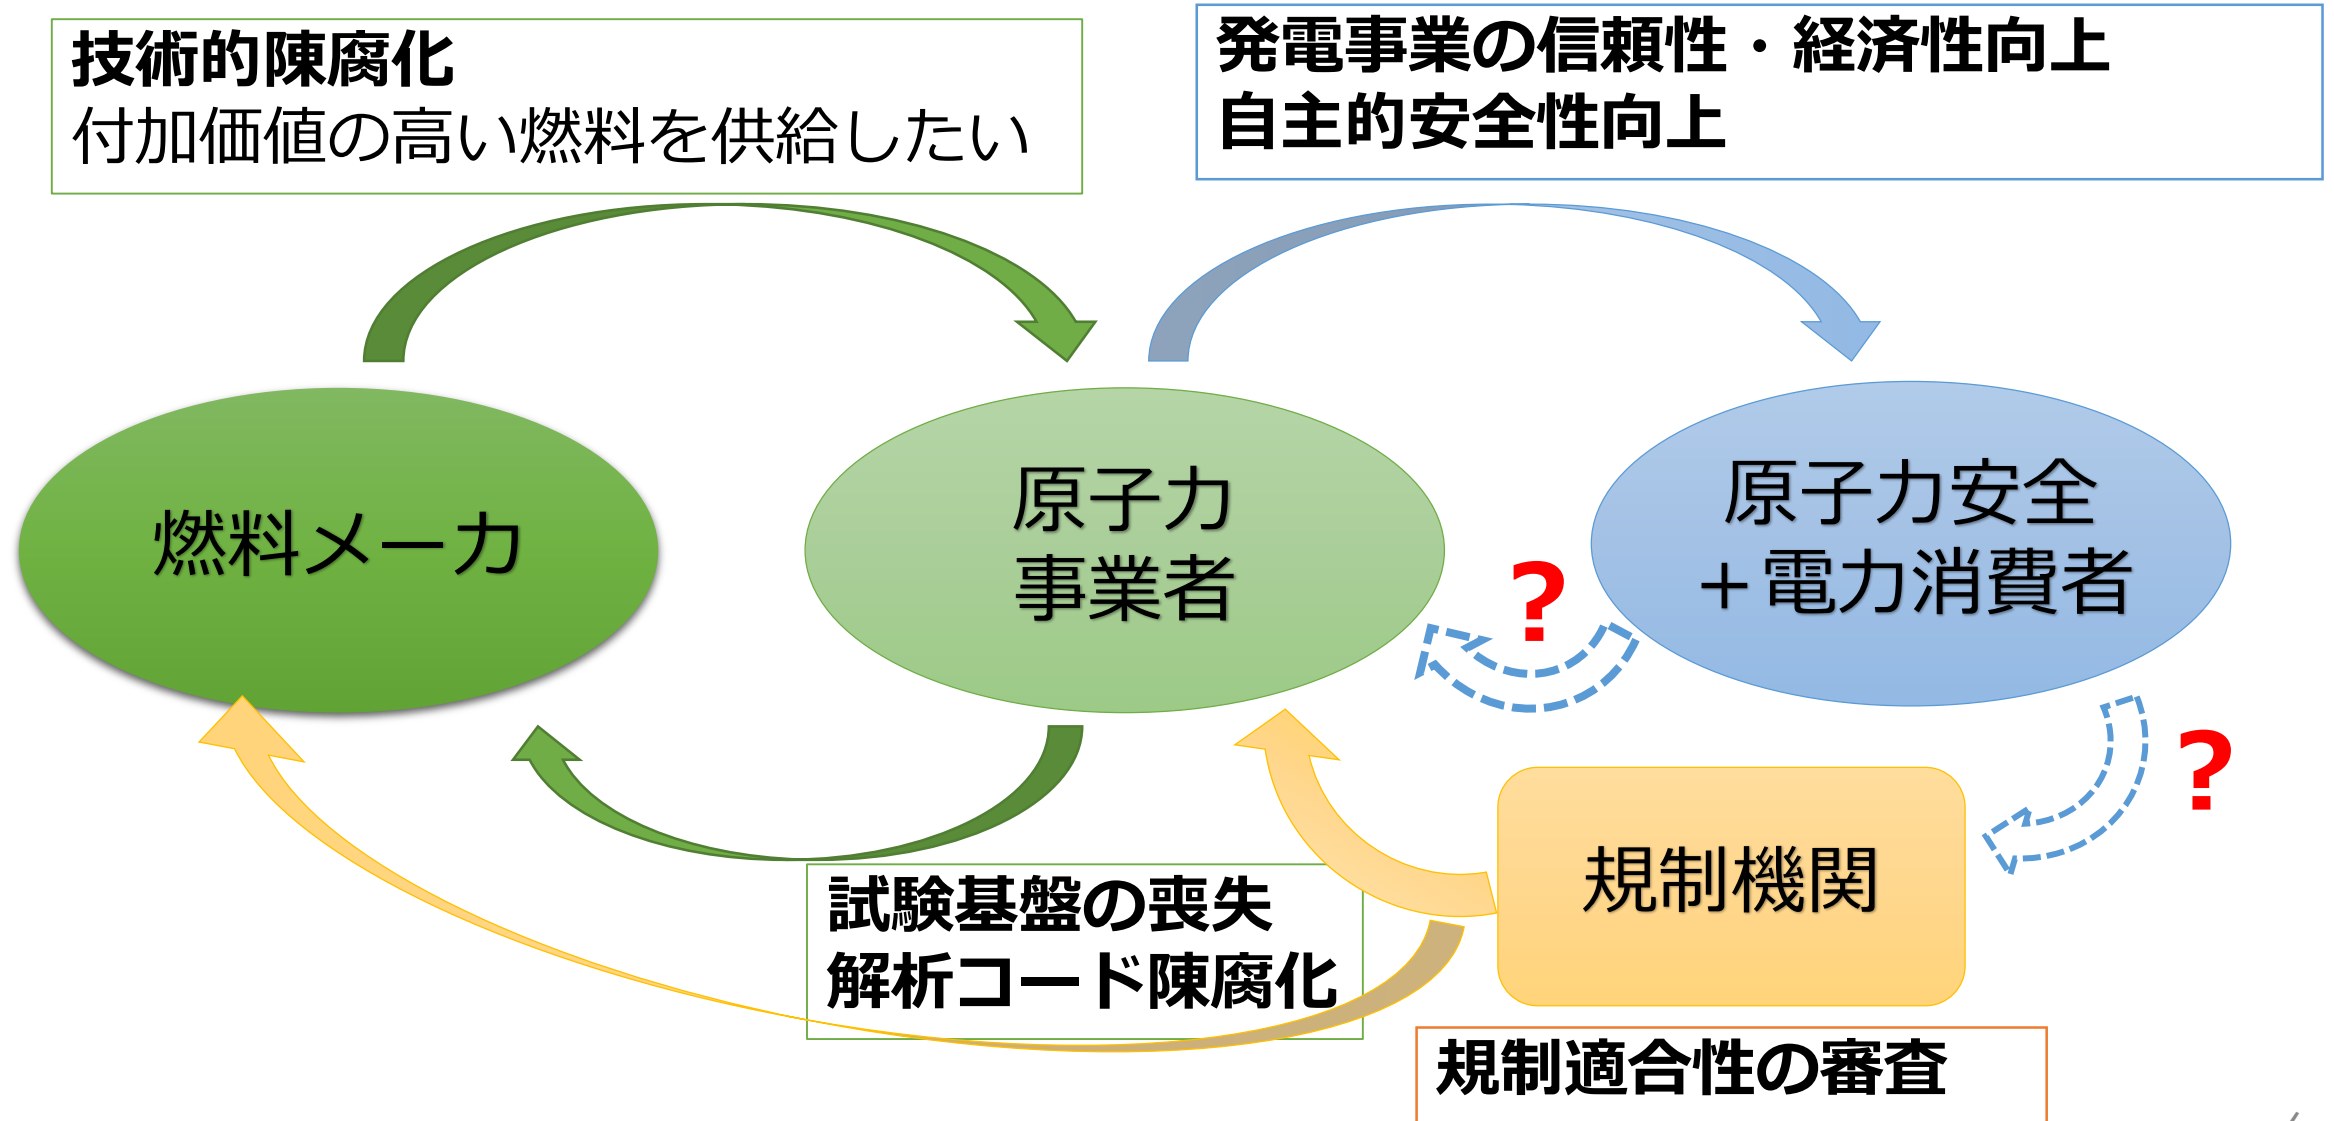 技術的陳腐化
付加価値の高い燃料を供給したい
発電事業の信頼性・経済性向上
自主的安全性向上
燃料メーカ
原子力
事業者
原子力安全
＋電力消費者
?
?
規制機関
試験基盤の喪失
解析コード陳腐化
規制適合性の審査